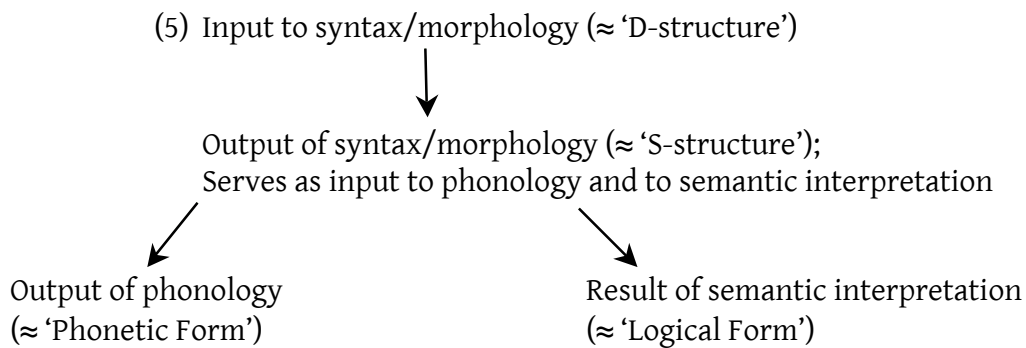 (5) Input to syntax/morphology (≈ ‘D-structure’)
Output of syntax/morphology (≈ ‘S-structure’);
Serves as input to phonology and to semantic interpretation
Output of phonology
(≈ ‘Phonetic Form’)
Result of semantic interpretation
(≈ ‘Logical Form’)